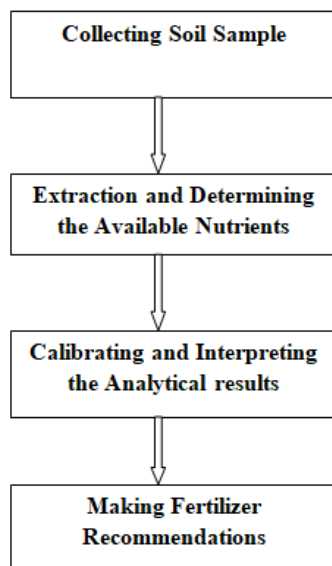 Collecting Soil Sample
Extraction and Determining
the Available Nutrients
Calibrating and Interpreting
the Analytical results
Making Fertilizer
Recommendations